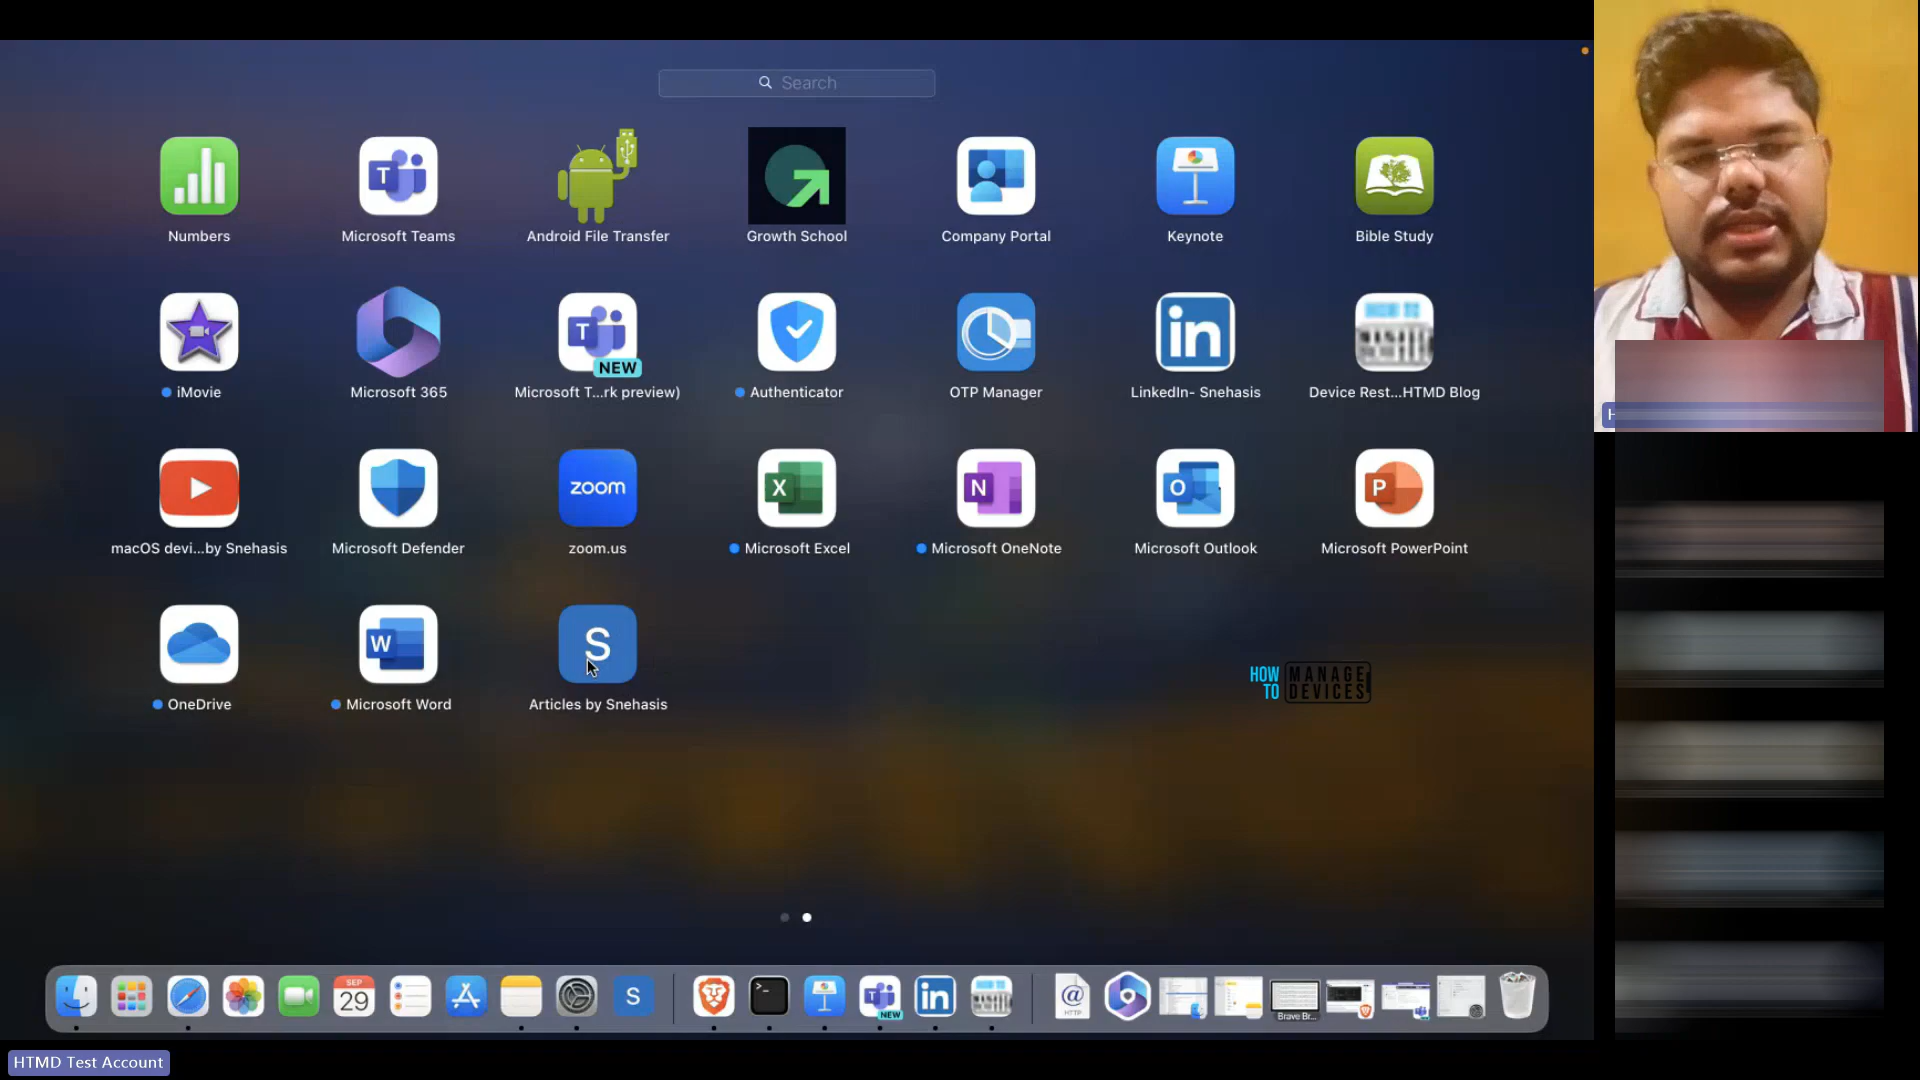 Search
Numbers
Microsoft Teams
Android File Transfer
Growth School
Company Portal
Keynote
Bible Study
iMovie
Microsoft 365
NEW
Microsoft T...rk preview)
Authenticator
OTP Manager
LinkedIn- Snehasis
Device Rest...HTMD Blog
macOS devi...by Snehasis
Microsoft Defender
zoom
zoom.us
Microsoft Excel
Microsoft OneNote
Microsoft Outlook
Microsoft PowerPoint
OneDrive
Microsoft Word
S
Articles by Snehasis
HOW TO MANAGE DEVICES
SEP
29
S
NEW
in
HTTP
Brave Br...
HTMD Test Account